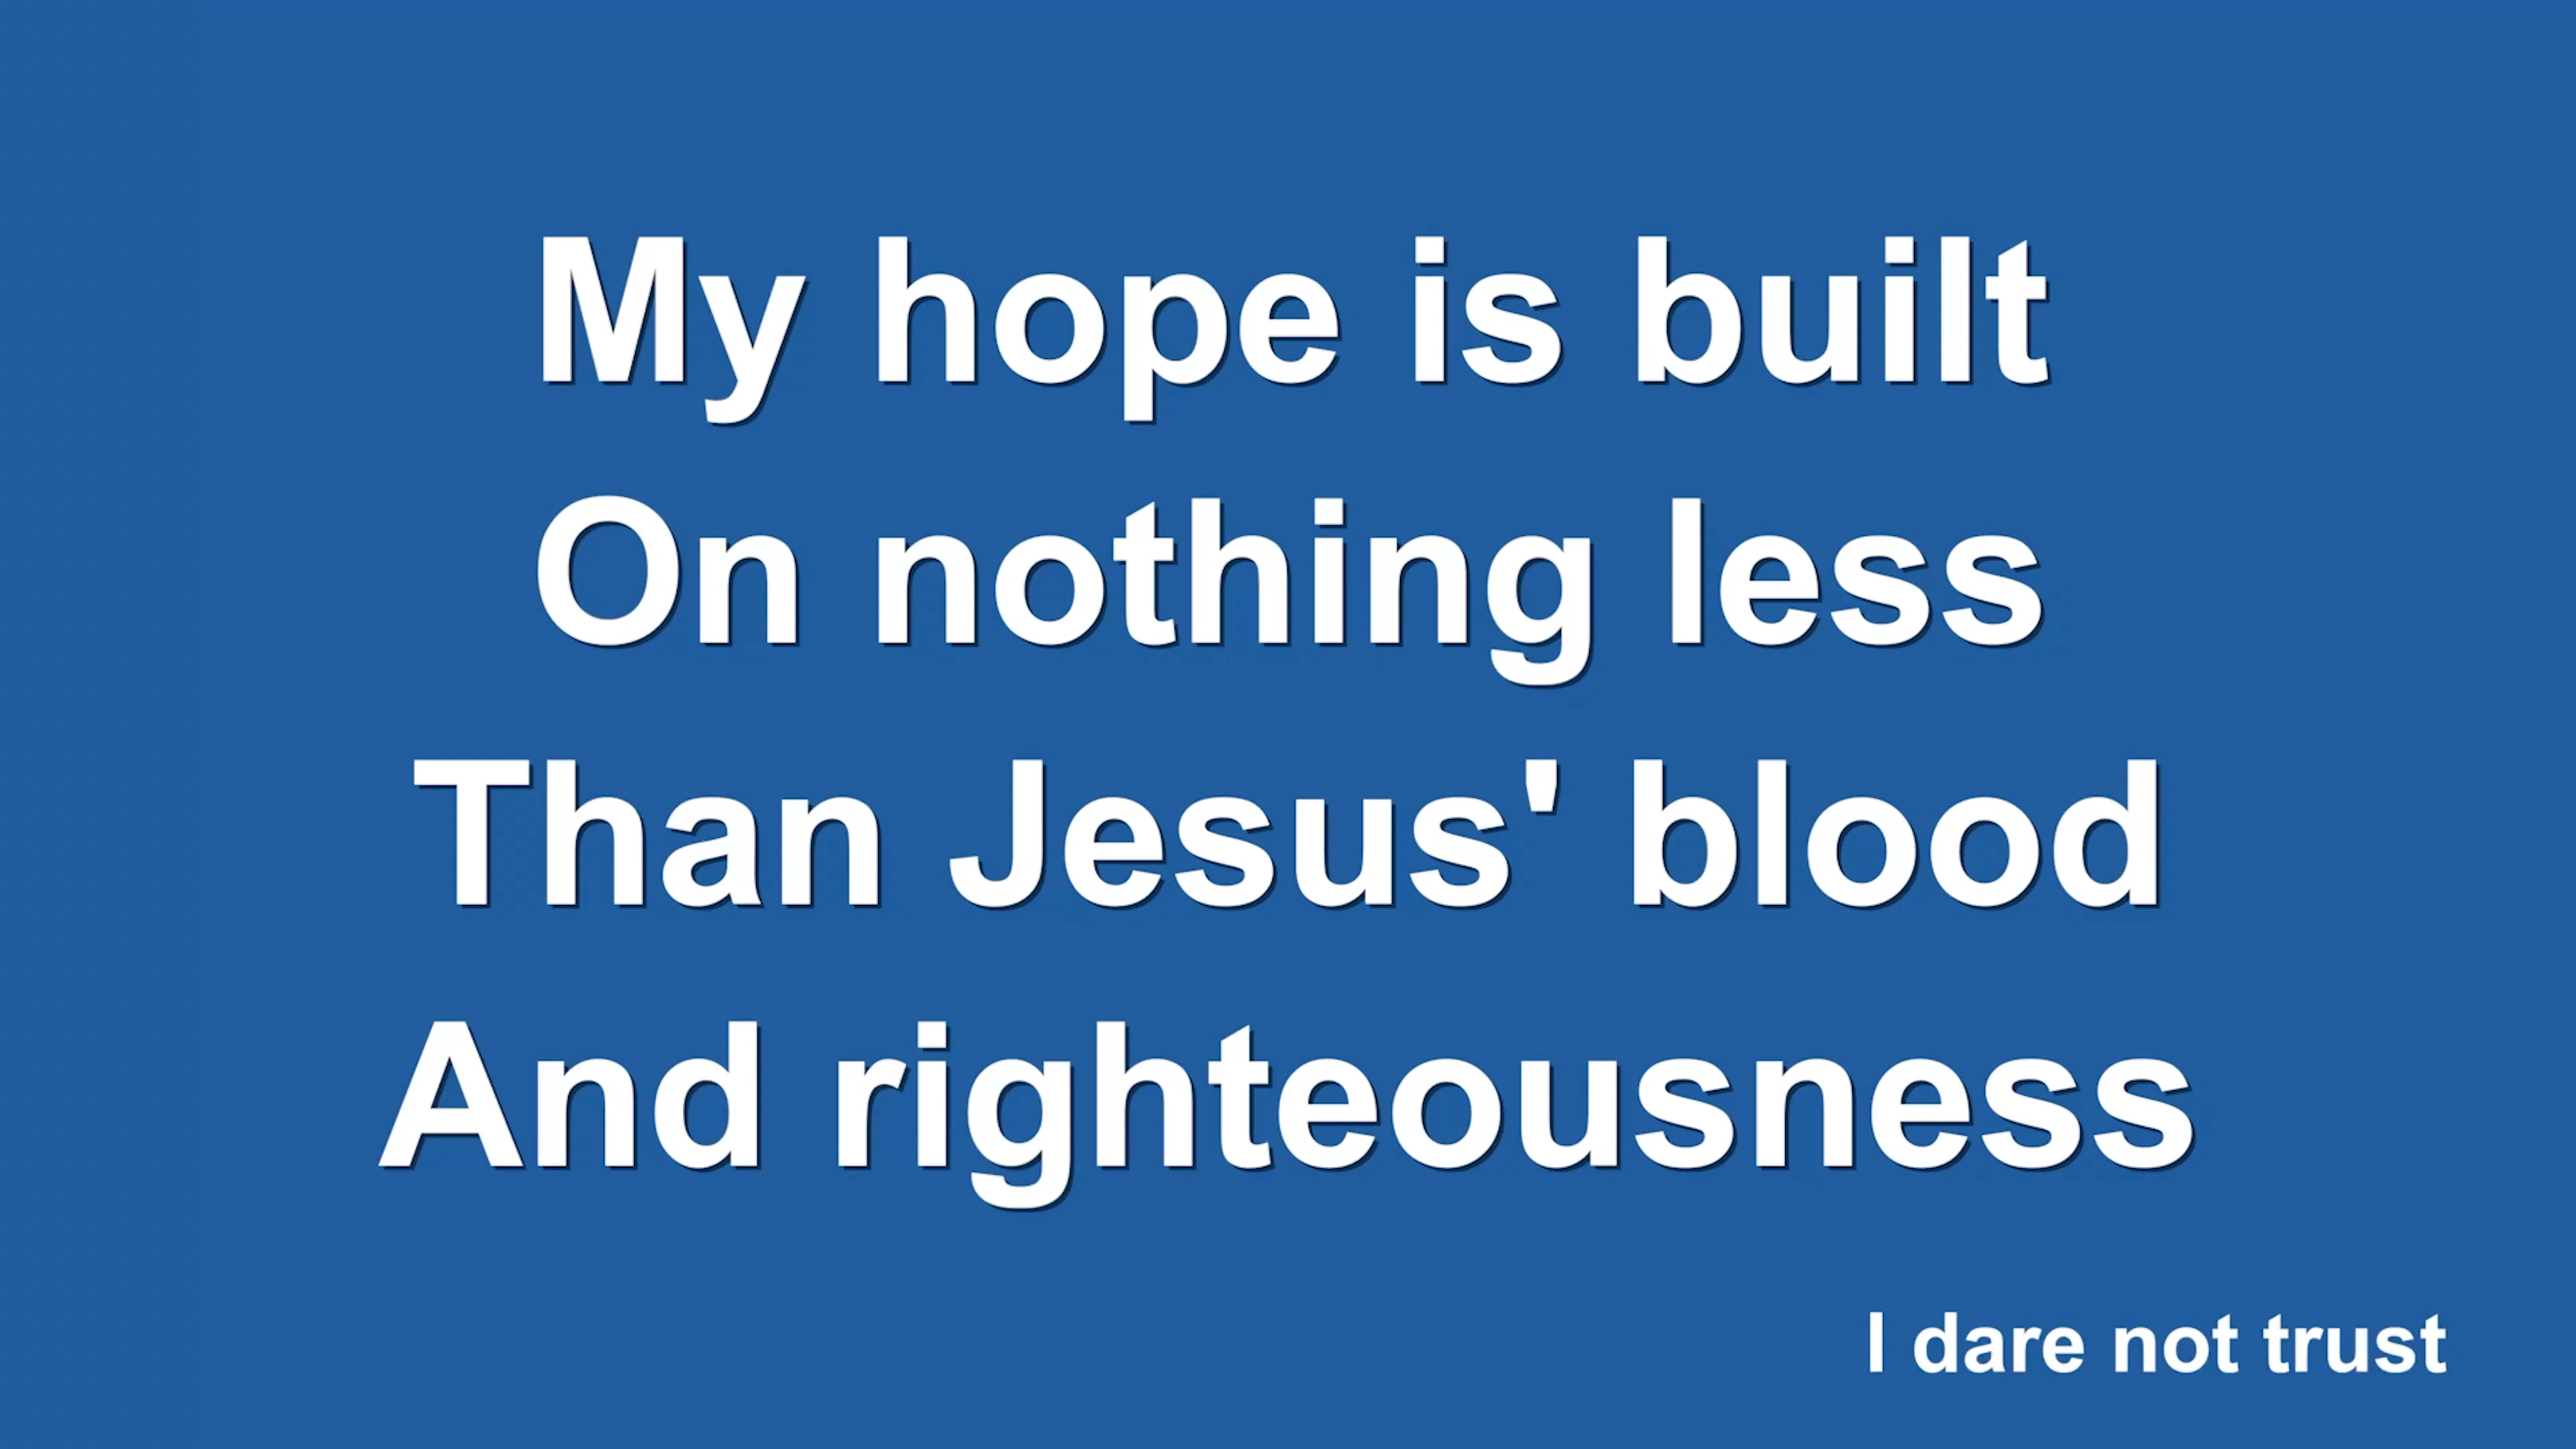 My hope is built
On nothing less
Than Jesus' blood
And righteousness
I dare not trust